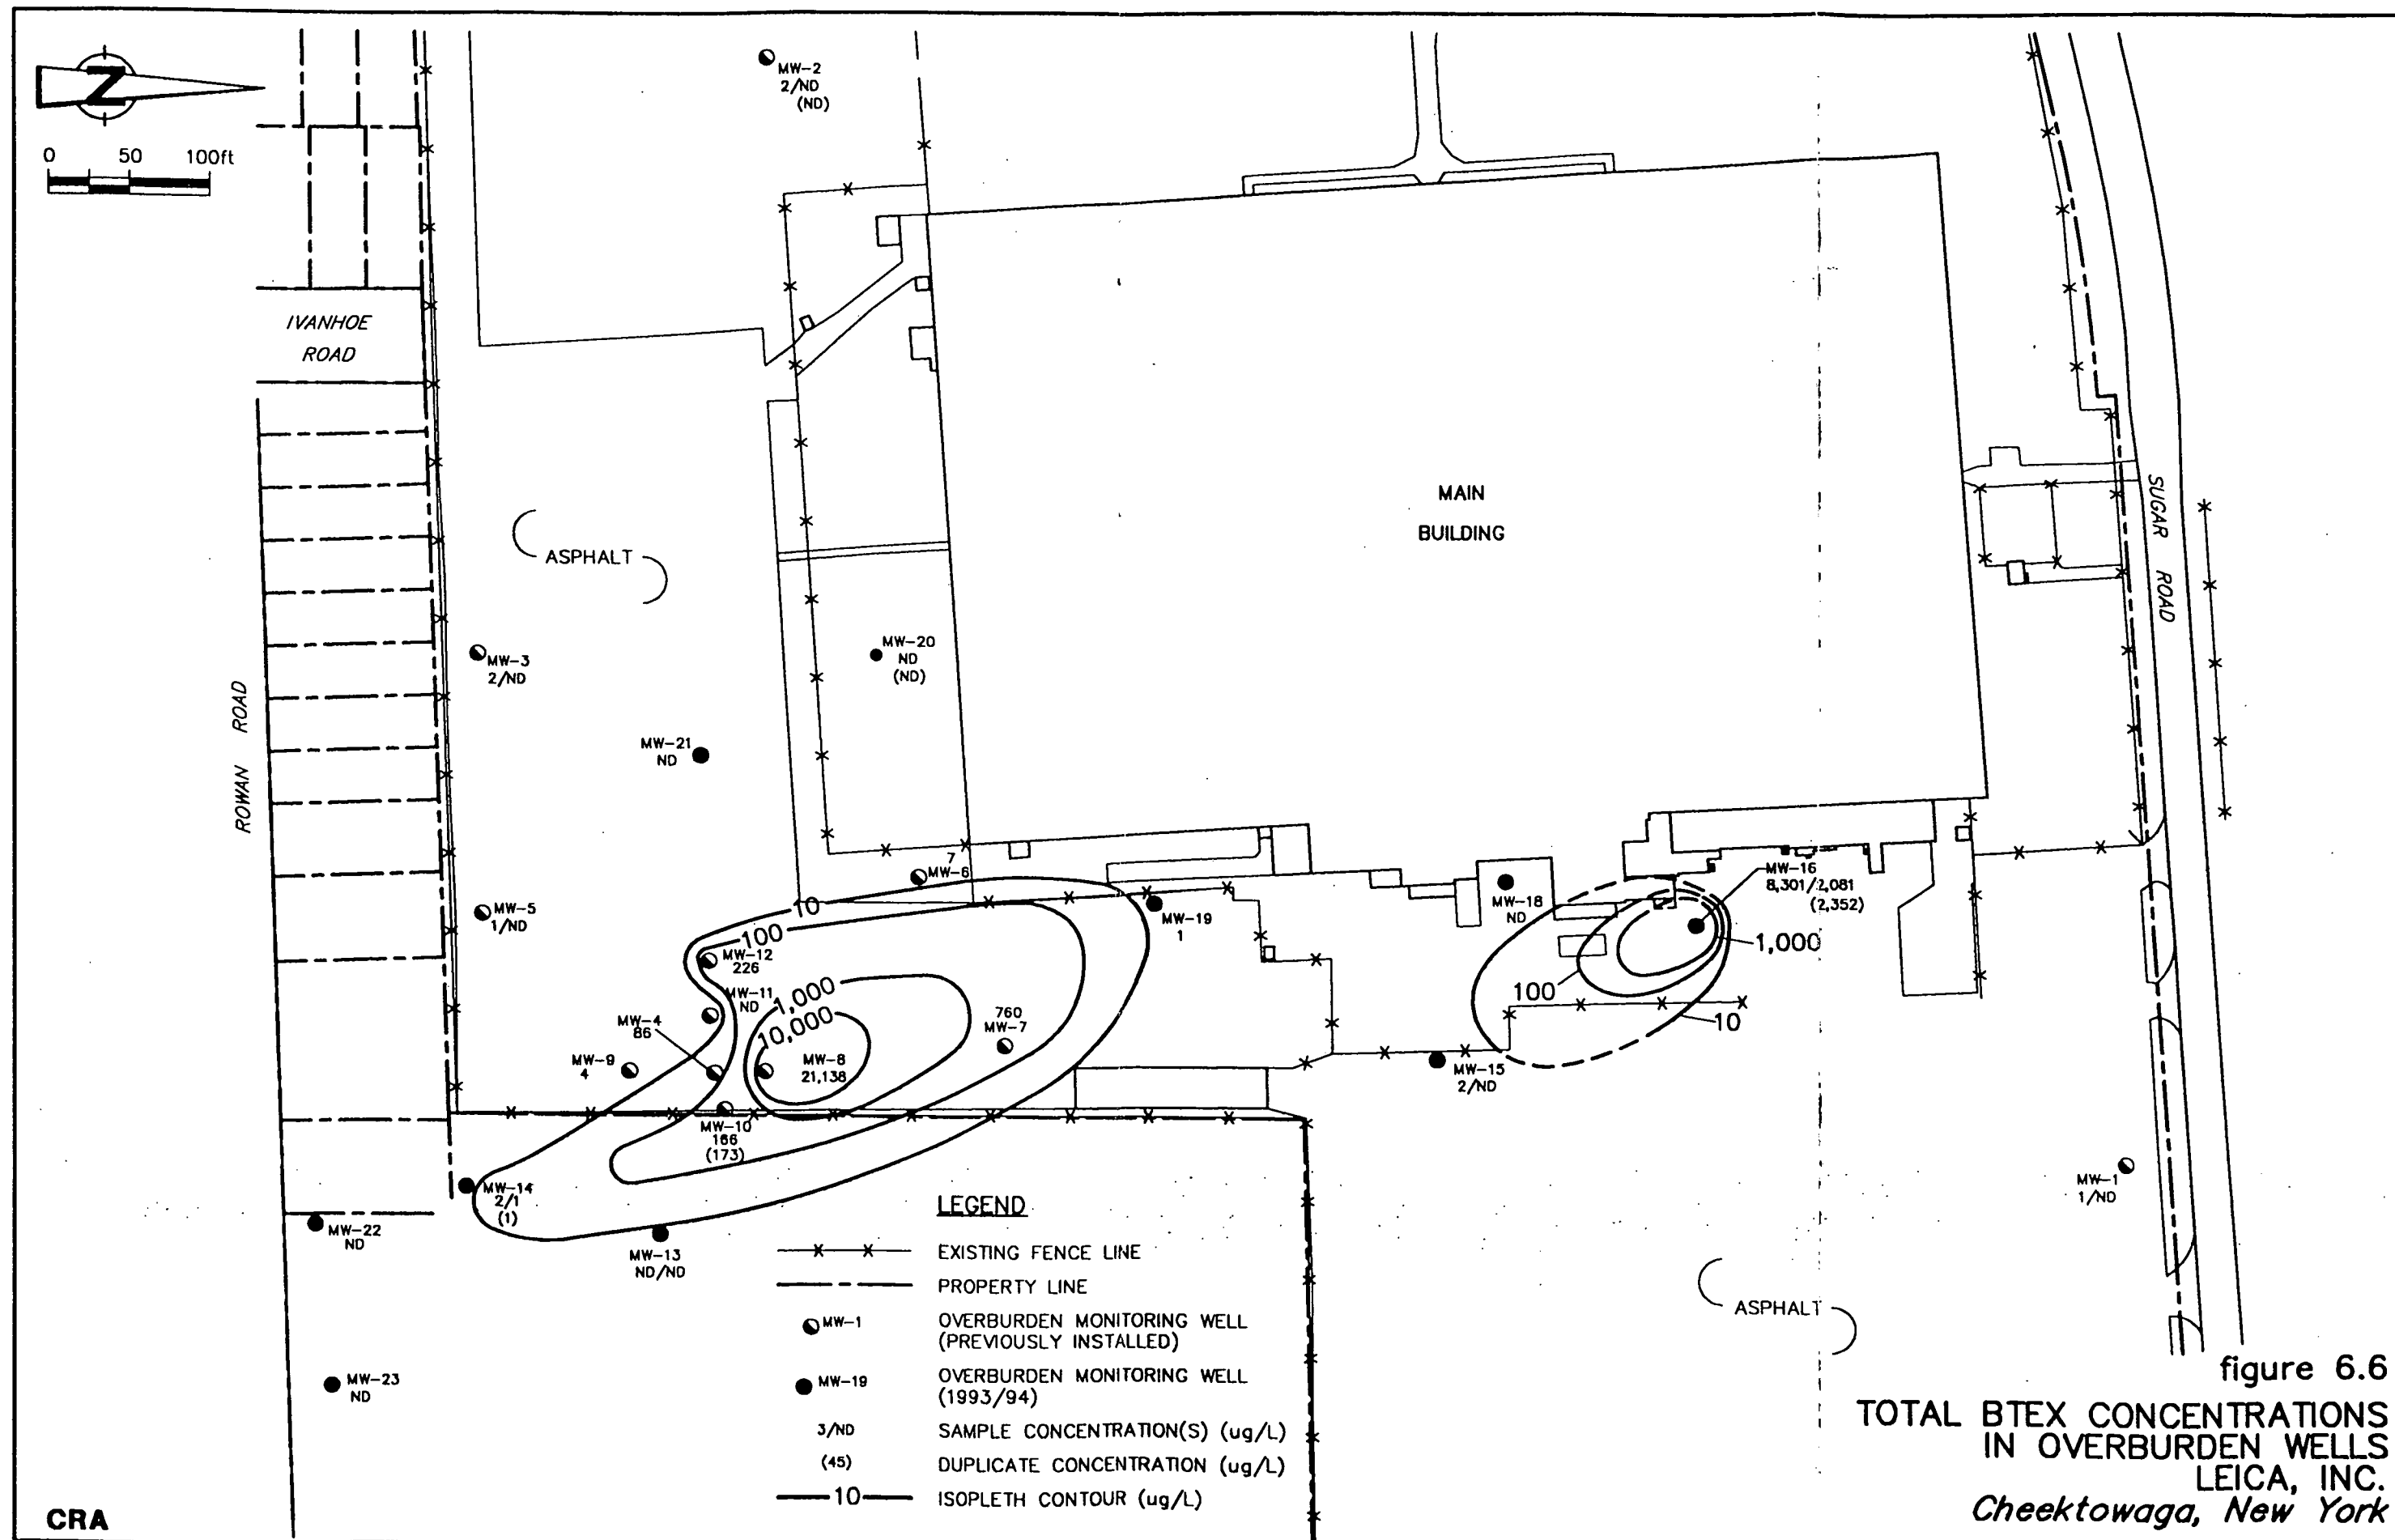 N
0 50 100ft
MW-2
2/ND
(ND)
IVANHOE
ROAD
ASPHALT
MAIN
BUILDING
SUGAR ROAD
ROWAN ROAD
MW-3
2/ND
MW-20
ND
(ND)
MW-21
ND
7
MW-6
MW-5
1/ND
10
100
MW-12
226
MW-11
ND
1,000
10,000
MW-4
86
MW-9
4
MW-8
21,138
760
MW-7
MW-10
166
(173)
MW-19
1
MW-18
ND
MW-16
8,301/2,081
(2,352)
1,000
100
10
MW-15
2/ND
MW-14
2/1
(1)
MW-22
ND
MW-13
ND/ND
MW-23
ND
MW-1
1/ND
ASPHALT
LEGEND
EXISTING FENCE LINE
PROPERTY LINE
MW-1 OVERBURDEN MONITORING WELL
(PREVIOUSLY INSTALLED)
MW-19 OVERBURDEN MONITORING WELL
(1993/94)
3/ND SAMPLE CONCENTRATION(S) (ug/L)
(45) DUPLICATE CONCENTRATION (ug/L)
10 ISOPLETH CONTOUR (ug/L)
figure 6.6
TOTAL BTEX CONCENTRATIONS
IN OVERBURDEN WELLS
LEICA, INC.
Cheektowaga, New York
CRA